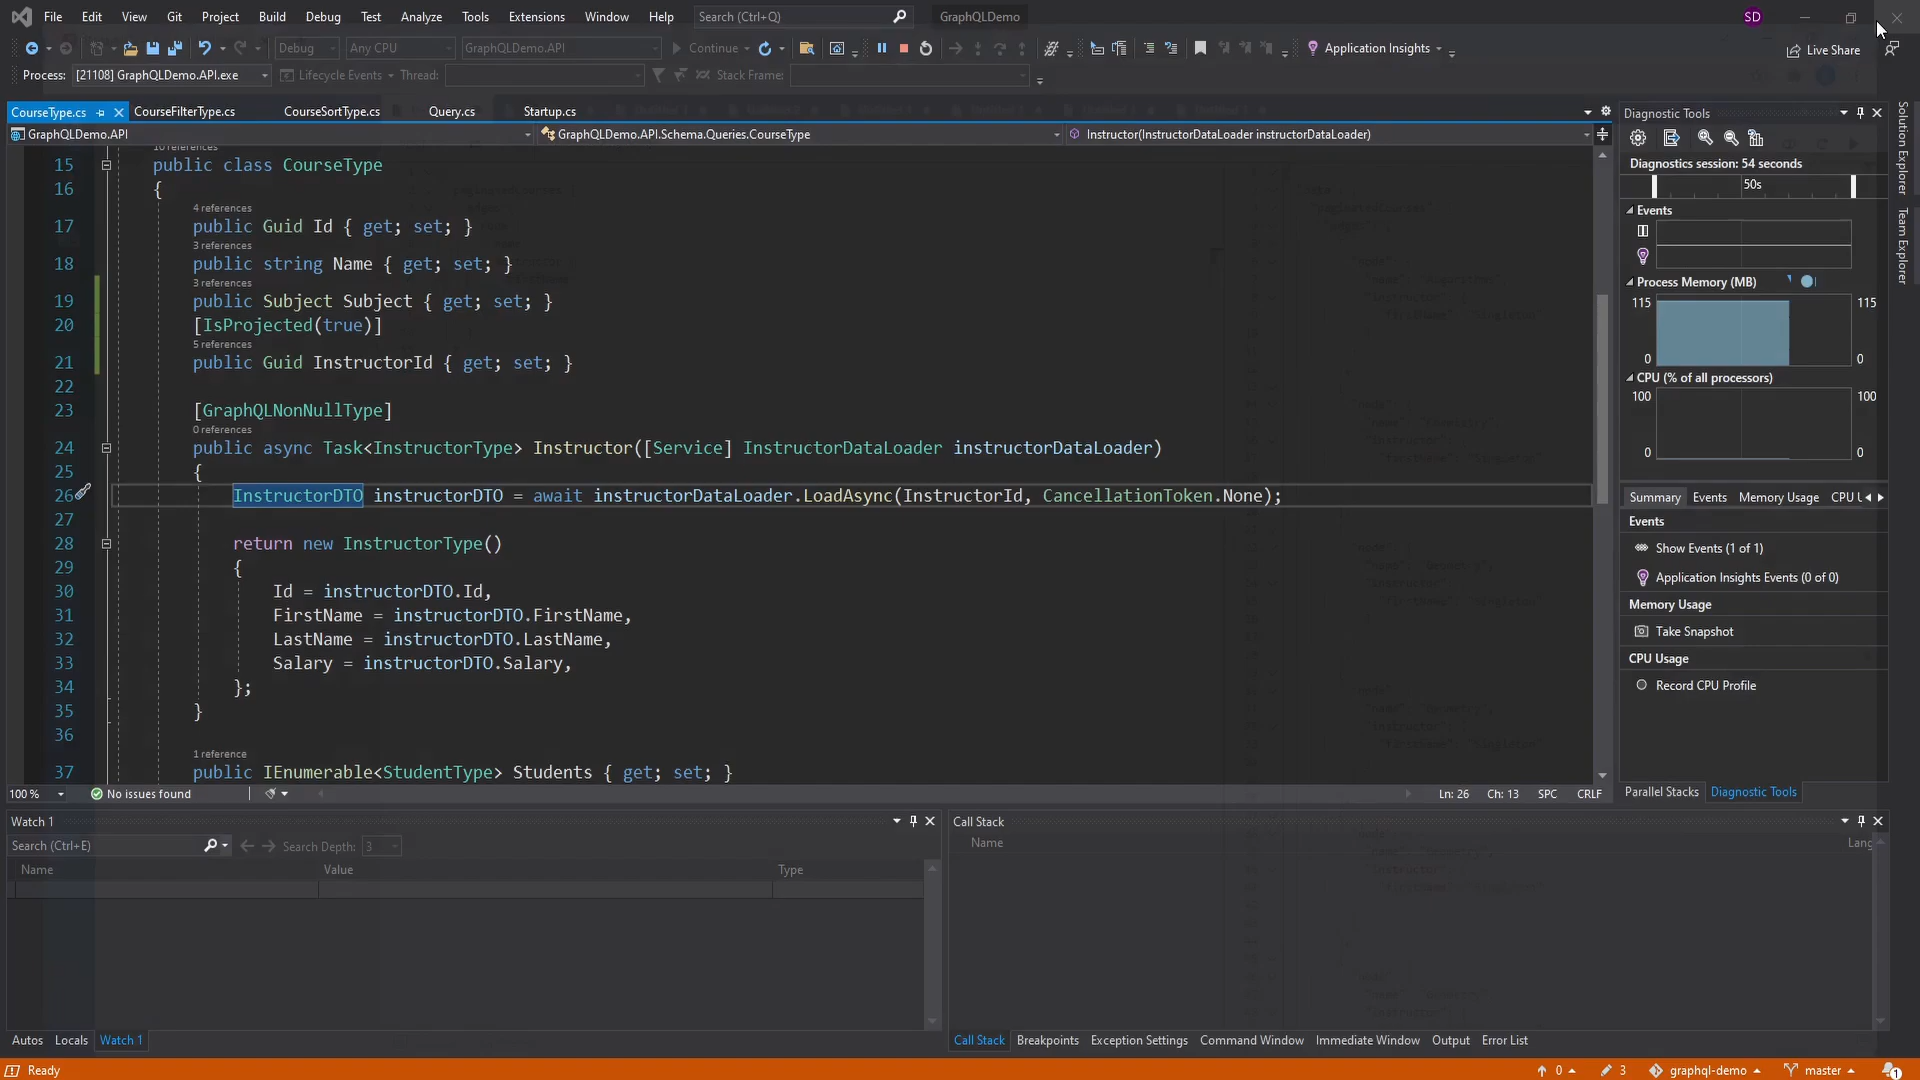 File Edit View Git Project Build Debug Test Analyze Tools Extensions Window Help Search (Ctrl+Q) GraphQLDemo SD
Debug Any CPU GraphQLDemo.API Continue Application Insights Live Share
Process: [21108] GraphQLDemo.API.exe Lifecycle Events Thread: Stack Frame:
CourseType.cs CourseFilterType.cs CourseSortType.cs Query.cs Startup.cs
GraphQLDemo.API GraphQLDemo.API.Schema.Queries.CourseType Instructor(InstructorDataLoader instructorDataLoader)
15 public class CourseType
16 {
4 references
17 public Guid Id { get; set; }
3 references
18 public string Name { get; set; }
3 references
19 public Subject Subject { get; set; }
20 [IsProjected(true)]
5 references
21 public Guid InstructorId { get; set; }
22
23 [GraphQLNonNullType]
0 references
24 public async Task<InstructorType> Instructor([Service] InstructorDataLoader instructorDataLoader)
25 {
26 InstructorDTO instructorDTO = await instructorDataLoader.LoadAsync(InstructorId, CancellationToken.None);
27
28 return new InstructorType()
29 {
30 Id = instructorDTO.Id,
31 FirstName = instructorDTO.FirstName,
32 LastName = instructorDTO.LastName,
33 Salary = instructorDTO.Salary,
34 };
35 }
36
1 reference
37 public IEnumerable<StudentType> Students { get; set; }
100 % No issues found Ln: 26 Ch: 13 SPC CRLF
Diagnostic Tools
Diagnostics session: 54 seconds
50s
Events
Process Memory (MB)
115 115
0 0
CPU (% of all processors)
100 100
0 0
Summary Events Memory Usage CPU
Events
Show Events (1 of 1)
Application Insights Events (0 of 0)
Memory Usage
Take Snapshot
CPU Usage
Record CPU Profile
Parallel Stacks Diagnostic Tools
Solution Explorer
Team Explorer
Watch 1
Search (Ctrl+E) Search Depth: 3
Name Value Type
Autos Locals Watch 1
Call Stack
Name Lang
Call Stack Breakpoints Exception Settings Command Window Immediate Window Output Error List
Ready 0 3 graphql-demo master 1